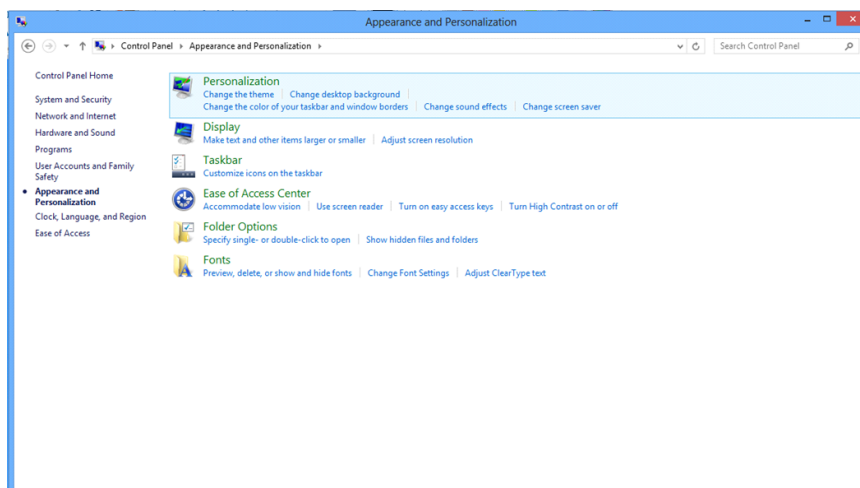 Appearance and Personalization
Control Panel Appearance and Personalization
Search Control Panel
Control Panel Home
System and Security
Network and Internet
Hardware and Sound
Programs
User Accounts and Family
Safety
Appearance and
Personalization
Clock, Language, and Region
Ease of Access
Personalization
Change the theme Change desktop background
Change the color of your taskbar and window borders Change sound effects Change screen saver
Display
Make text and other items larger or smaller Adjust screen resolution
Taskbar
Customize icons on the taskbar
Ease of Access Center
Accommodate low vision Use screen reader Turn on easy access keys Turn High Contrast on or off
Folder Options
Specify single- or double-click to open Show hidden files and folders
Fonts
Preview, delete, or show and hide fonts Change Font Settings Adjust ClearType text